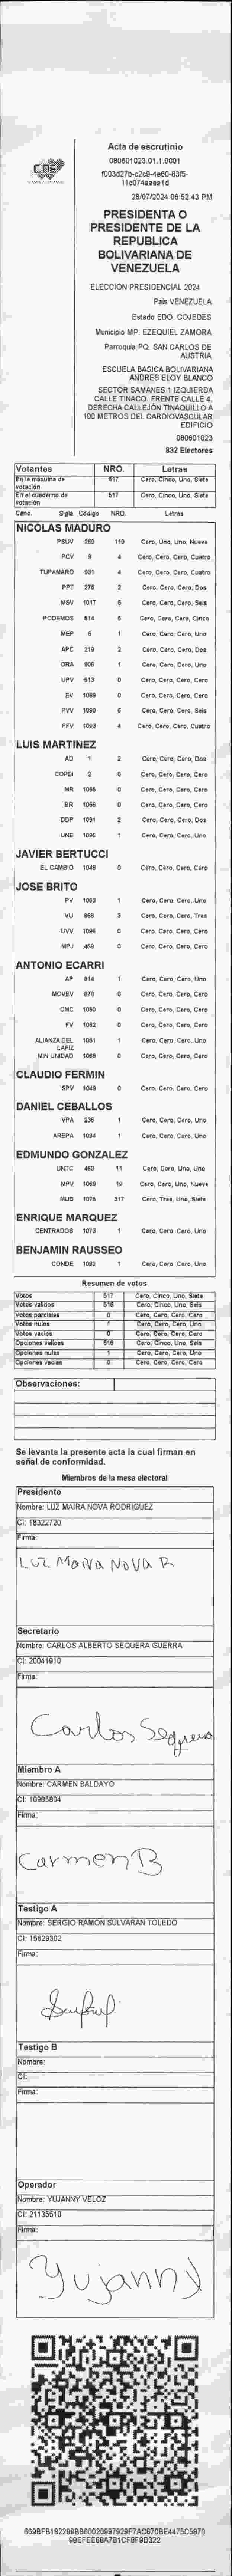 CNE
Acta de escrutinio
080601023.01.1.0001
f003d27b-c2c9-4e60-83f5-
11c074aaea1d
28/07/2024 06:52:43 PM
PRESIDENTA O
PRESIDENTE DE LA
REPUBLICA
BOLIVARIANA DE
VENEZUELA
ELECCIÓN PRESIDENCIAL 2024
País VENEZUELA
Estado EDO. COJEDES
Municipio MP. EZEQUIEL ZAMORA
Parroquia PQ. SAN CARLOS DE
AUSTRIA
ESCUELA BASICA BOLIVARIANA
ANDRES ELOY BLANCO
SECTOR SAMANES 1 IZQUIERDA
CALLE TINACO. FRENTE CALLE 4.
DERECHA CALLEJÓN TINAQUILLO A
100 METROS DEL CARDIOVASCULAR
EDIFICIO
080601023
832 Electores
Votantes NRO. Letras
En la máquina de votación 517 Cero, Cinco, Uno, Siete
En el cuaderno de votación 517 Cero, Cinco, Uno, Siete
Cand. Sigla Código NRO. Letras
NICOLAS MADURO
PSUV 269 119 Cero, Uno, Uno, Nueve
PCV 9 4 Cero, Cero, Cero, Cuatro
TUPAMARO 931 4 Cero, Cero, Cero, Cuatro
PPT 276 2 Cero, Cero, Cero, Dos
MSV 1017 6 Cero, Cero, Cero, Seis
PODEMOS 514 5 Cero, Cero, Cero, Cinco
MEP 6 1 Cero, Cero, Cero, Uno
APC 219 2 Cero, Cero, Cero, Dos
ORA 906 1 Cero, Cero, Cero, Uno
UPV 513 0 Cero, Cero, Cero, Cero
EV 1089 0 Cero, Cero, Cero, Cero
PVV 1090 6 Cero, Cero, Cero, Seis
PFV 1093 4 Cero, Cero, Cero, Cuatro
LUIS MARTINEZ
AD 1 2 Cero, Cero, Cero, Dos
COPEI 2 0 Cero, Cero, Cero, Cero
MR 1065 0 Cero, Cero, Cero, Cero
BR 1066 0 Cero, Cero, Cero, Cero
DDP 1091 2 Cero, Cero, Cero, Dos
UNE 1095 1 Cero, Cero, Cero, Uno
JAVIER BERTUCCI
EL CAMBIO 1048 0 Cero, Cero, Cero, Cero
JOSE BRITO
PV 1063 1 Cero, Cero, Cero, Uno
VU 869 3 Cero, Cero, Cero, Tres
UVV 1096 0 Cero, Cero, Cero, Cero
MPJ 458 0 Cero, Cero, Cero, Cero
ANTONIO ECARRI
AP 814 1 Cero, Cero, Cero, Uno
MOVEV 878 0 Cero, Cero, Cero, Cero
CMC 1050 0 Cero, Cero, Cero, Cero
FV 1062 0 Cero, Cero, Cero, Cero
ALIANZA DEL LAPIZ 1051 1 Cero, Cero, Cero, Uno
MIN UNIDAD 1069 0 Cero, Cero, Cero, Cero
CLAUDIO FERMIN
SPV 1049 0 Cero, Cero, Cero, Cero
DANIEL CEBALLOS
VPA 236 1 Cero, Cero, Cero, Uno
AREPA 1094 1 Cero, Cero, Cero, Uno
EDMUNDO GONZALEZ
UNTC 460 11 Cero, Cero, Uno, Uno
MPV 1089 19 Cero, Cero, Uno, Nueve
MUD 1075 317 Cero, Tres, Uno, Siete
ENRIQUE MARQUEZ
CENTRADOS 1073 1 Cero, Cero, Cero, Uno
BENJAMIN RAUSSEO
CONDE 1092 1 Cero, Cero, Cero, Uno
Resumen de votos
Votos 517 Cero, Cinco, Uno, Siete
Votos válidos 516 Cero, Cinco, Uno, Seis
Votos parciales 0 Cero, Cero, Cero, Cero
Votos nulos 1 Cero, Cero, Cero, Uno
Votos vacíos 0 Cero, Cero, Cero, Cero
Opciones válidas 516 Cero, Cinco, Uno, Seis
Opciones nulas 1 Cero, Cero, Cero, Uno
Opciones vacías 0 Cero, Cero, Cero, Cero
Observaciones:
Se levanta la presente acta la cual firman en
señal de conformidad.
Miembros de la mesa electoral
Presidente
Nombre: LUZ MAIRA NOVA RODRIGUEZ
CI: 18322720
Firma:
Luz Maira Nova R
Secretario
Nombre: CARLOS ALBERTO SEQUERA GUERRA
CI: 20041910
Firma:
Carlos Sequera
Miembro A
Nombre: CARMEN BALDAYO
CI: 10985804
Firma:
Carmen B
Testigo A
Nombre: SERGIO RAMÓN SULVARAN TOLEDO
CI: 15629302
Firma:
Testigo B
Nombre:
CI:
Firma:
Operador
Nombre: YUJANNY VELOZ
CI: 21135510
Firma:
Yujanny